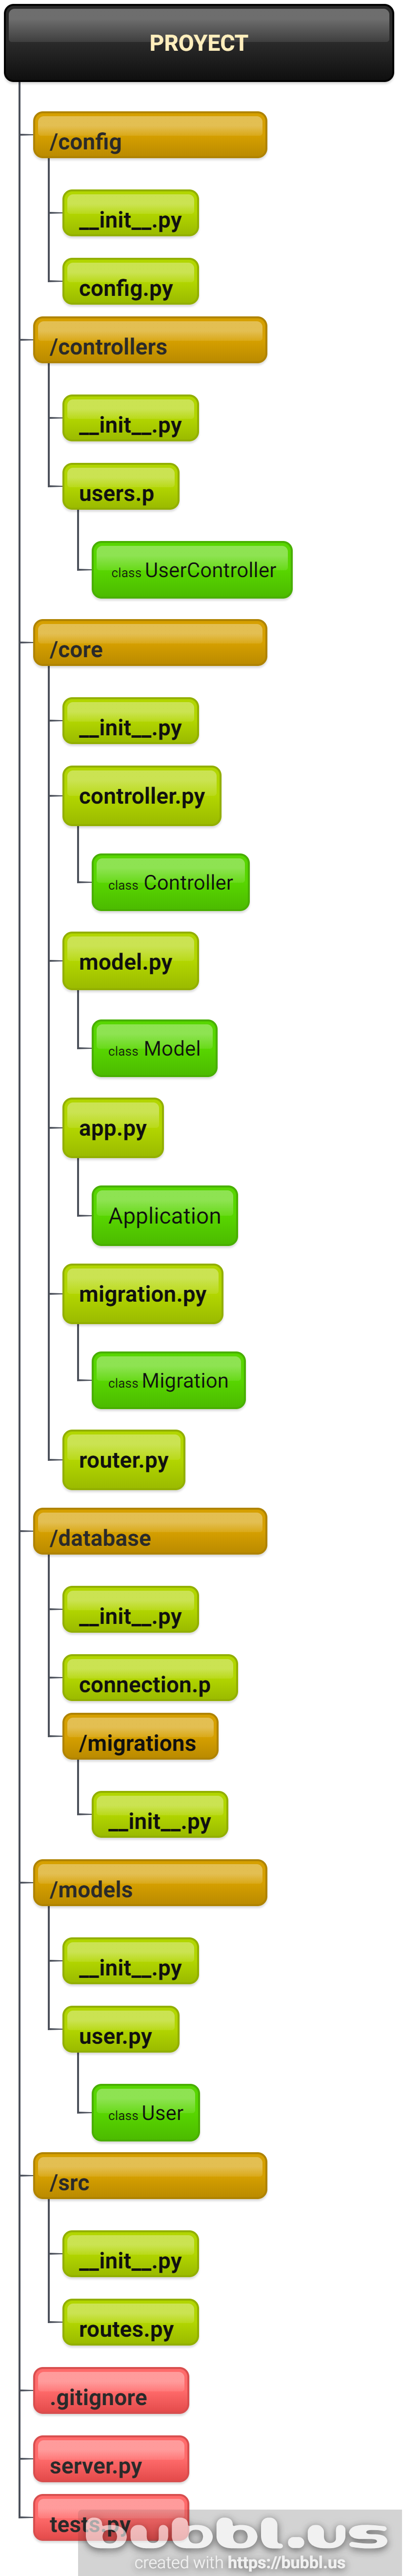 PROYECT
/config
__init__.py
config.py
/controllers
__init__.py
users.p
class UserController
/core
__init__.py
controller.py
class Controller
model.py
class Model
app.py
Application
migration.py
class Migration
router.py
/database
__init__.py
connection.p
/migrations
__init__.py
/models
__init__.py
user.py
class User
/src
__init__.py
routes.py
.gitignore
server.py
tests.py
bubbl.us
created with https://bubbl.us